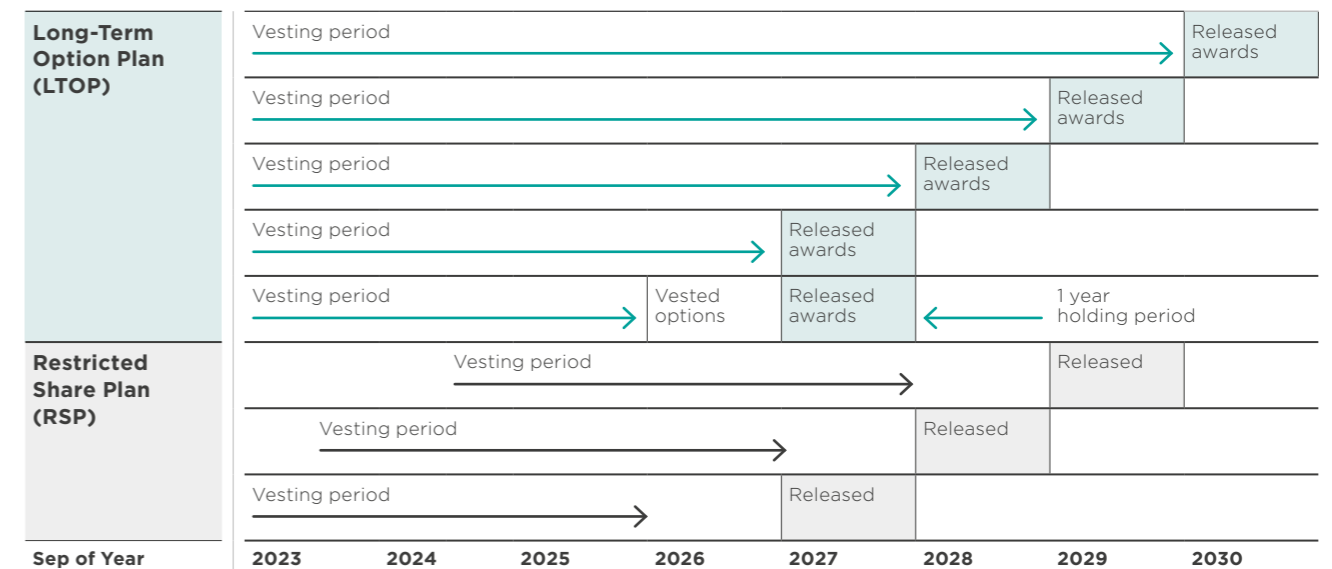 Long-Term
Option Plan
(LTOP)
Vesting period
Released
awards
Vesting period
Released
awards
Vesting period
Released
awards
Vesting period
Released
awards
Vesting period
Vested
options
Released
awards
1 year
holding period
Restricted
Share Plan
(RSP)
Vesting period
Released
Vesting period
Released
Vesting period
Released
Sep of Year 2023 2024 2025 2026 2027 2028 2029 2030